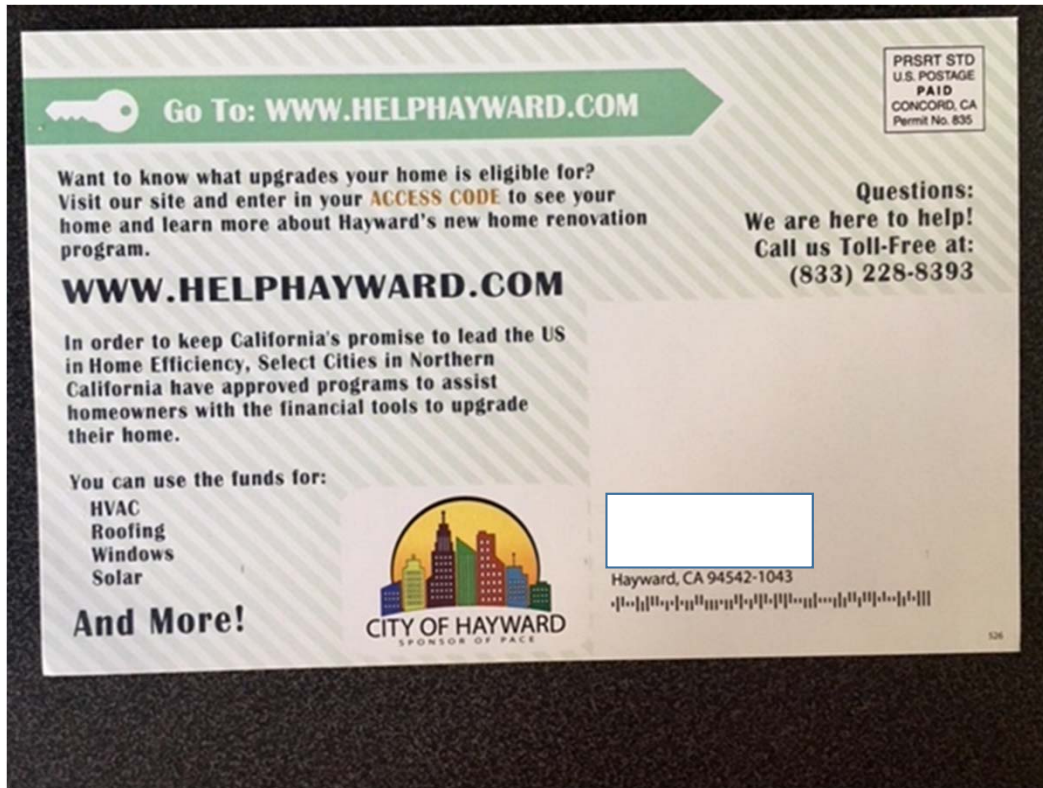 Go To: WWW.HELPHAYWARD.COM
PRSRT STD
U.S. POSTAGE
PAID
CONCORD, CA
Permit No. 835
Want to know what upgrades your home is eligible for?
Visit our site and enter in your ACCESS CODE to see your
home and learn more about Hayward's new home renovation
program.
Questions:
We are here to help!
Call us Toll-Free at:
(833) 228-8393
WWW.HELPHAYWARD.COM
In order to keep California's promise to lead the US
in Home Efficiency, Select Cities in Northern
California have approved programs to assist
homeowners with the financial tools to upgrade
their home.
You can use the funds for:
HVAC
Roofing
Windows
Solar
And More!
CITY OF HAYWARD
SPONSOR OF PACE
Hayward, CA 94542-1043
526